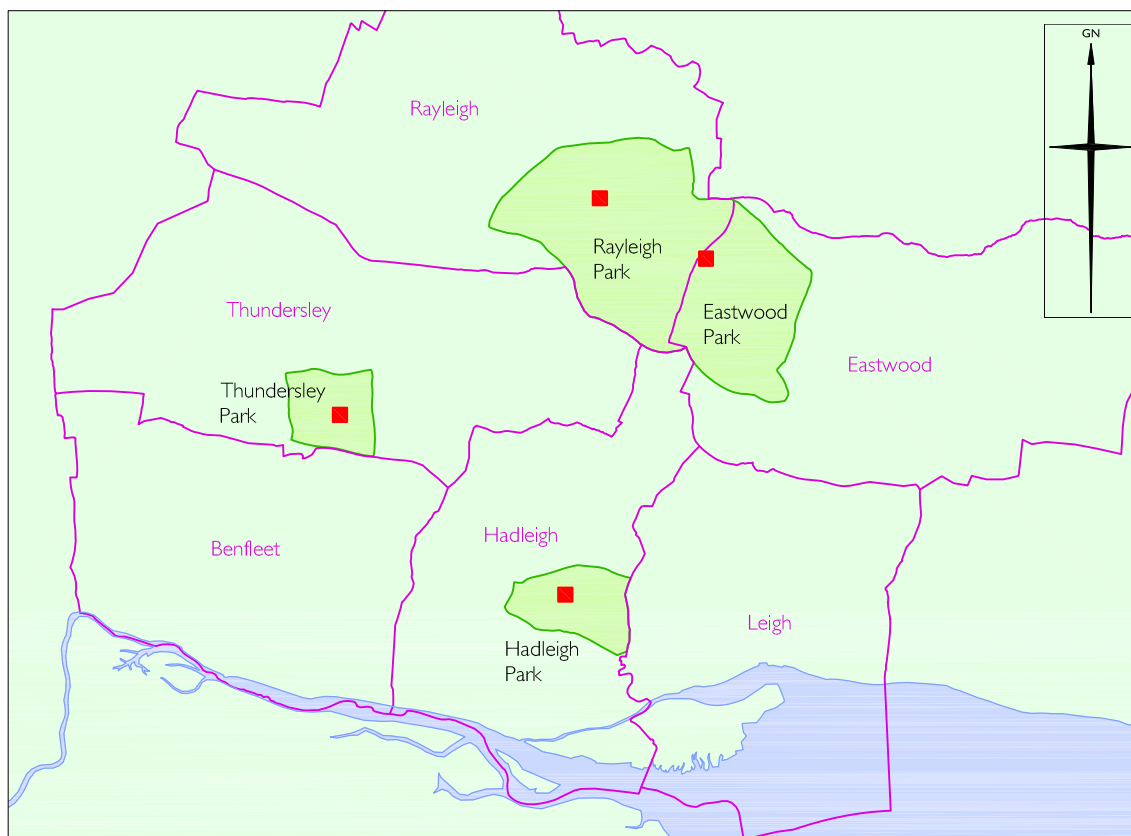 GN
Rayleigh
Rayleigh
Park
Thundersley
Eastwood
Park
Eastwood
Thundersley
Park
Hadleigh
Benfleet
Leigh
Hadleigh
Park